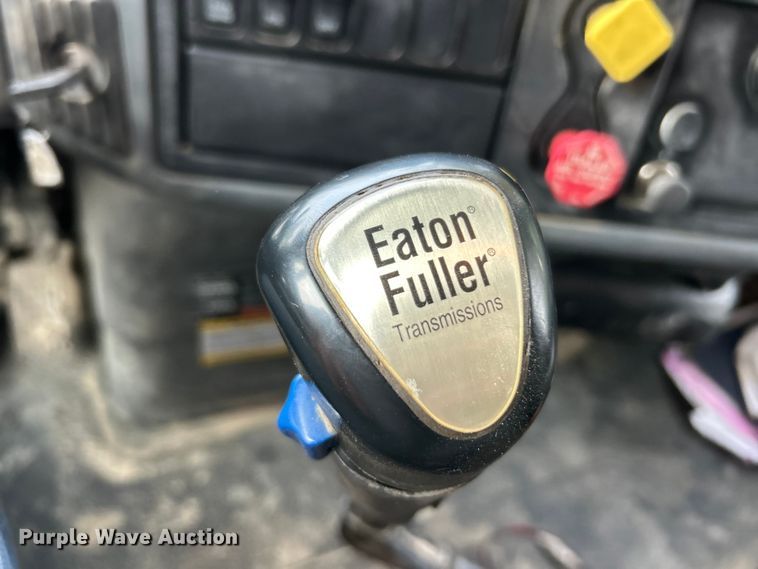 Eaton®
Fuller®
Transmissions
Purple Wave Auction